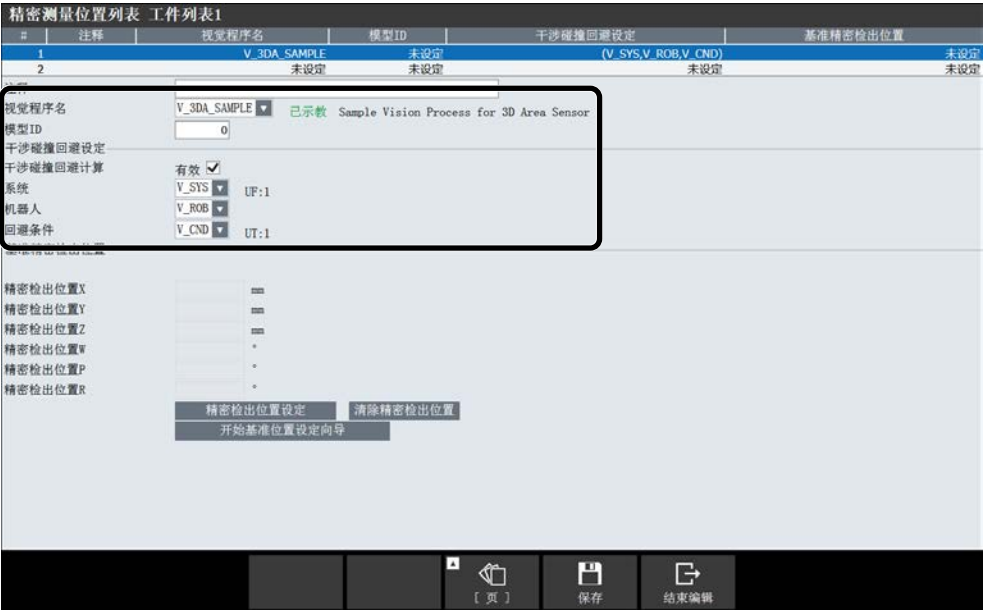 精密测量位置列表 工件列表1
# 注释 视觉程序名 模型ID 干涉碰撞回避设定 基准精密检出位置
1 V_3DA_SAMPLE 未设定 (V_SYS,V_ROB,V_CND) 未设定
2 未设定 未设定 未设定 未设定
注释
视觉程序名 V_3DA_SAMPLE 已示教 Sample Vision Process for 3D Area Sensor
模型ID 0
干涉碰撞回避设定
干涉碰撞回避计算 有效
系统 V_SYS UF:1
机器人 V_ROB
回避条件 V_CND UT:1
基准精密检出位置
精密检出位置X mm
精密检出位置Y mm
精密检出位置Z mm
精密检出位置W °
精密检出位置P °
精密检出位置R °
精密检出位置设定 清除精密检出位置
开始基准位置设定向导
[ 页 ] 保存 结束编辑